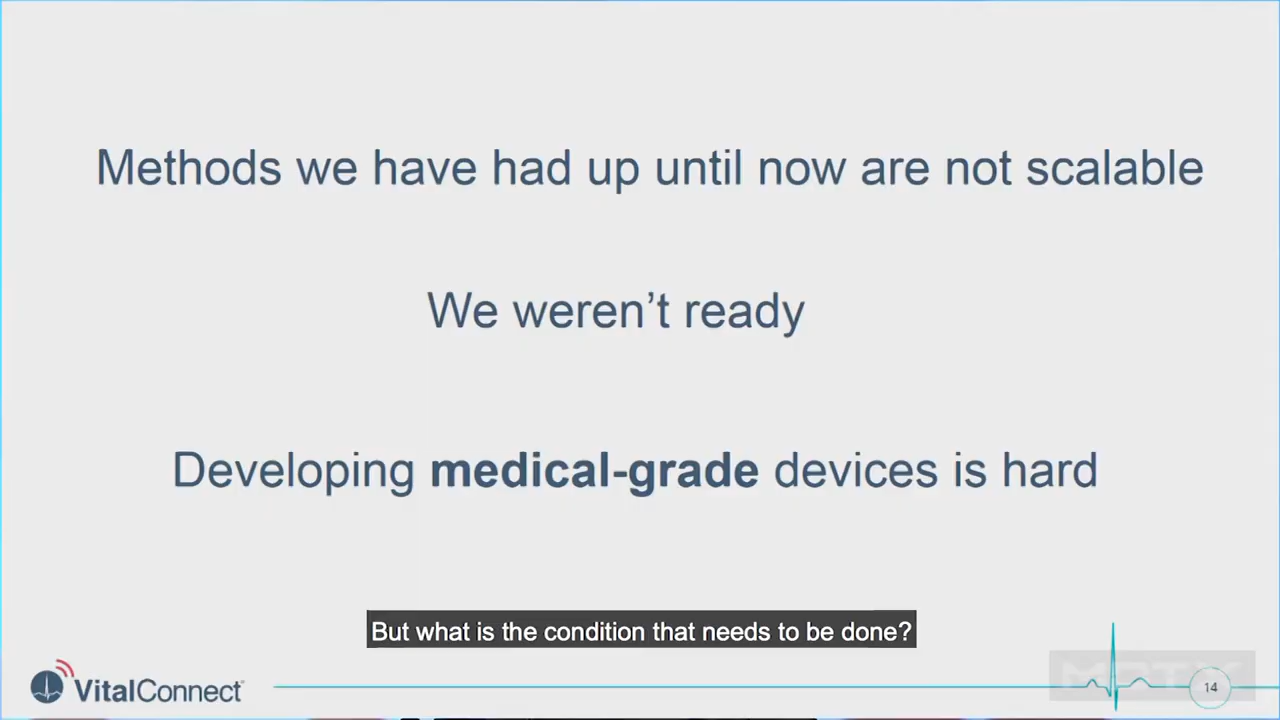 Methods we have had up until now are not scalable
We weren’t ready
Developing medical-grade devices is hard
But what is the condition that needs to be done?
VitalConnect
14